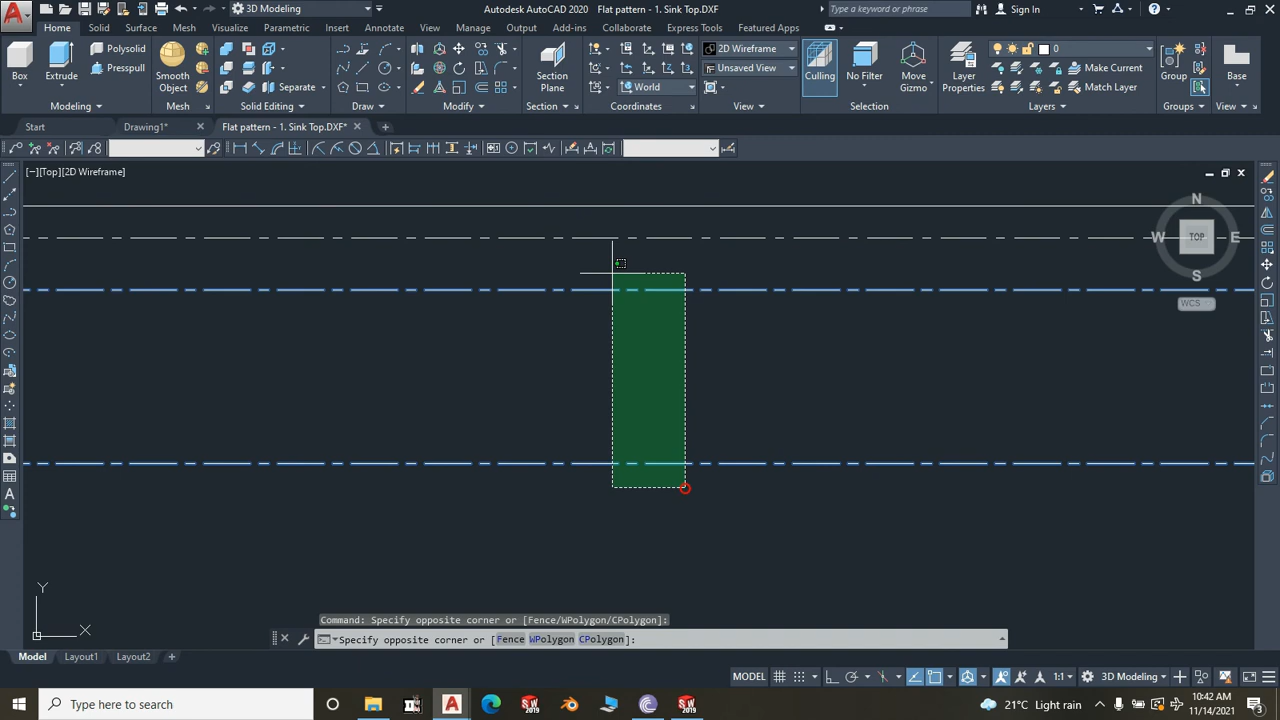 3D Modeling
Autodesk AutoCAD 2020 Flat pattern - 1. Sink Top.DXF
Type a keyword or phrase
Sign In
Home Solid Surface Mesh Visualize Parametric Insert Annotate View Manage Output Add-ins Collaborate Express Tools Featured Apps
Box
Extrude
Polysolid
Presspull
Smooth
Object
Separate
Section
Plane
World
2D Wireframe
Unsaved View
Culling
No Filter
Move
Gizmo
Layer
Properties
0
Make Current
Match Layer
Group
Base
Modeling
Mesh
Solid Editing
Draw
Modify
Section
Coordinates
View
Selection
Layers
Groups
View
Start
Drawing1*
Flat pattern - 1. Sink Top.DXF*
[−][Top][2D Wireframe]
N
W TOP E
S
WCS
Y
X
Command: Specify opposite corner or [Fence/WPolygon/CPolygon]:
Specify opposite corner or [Fence WPolygon CPolygon]:
Model Layout1 Layout2
MODEL
1:1
3D Modeling
Type here to search
21°C Light rain
10:42 AM
11/14/2021